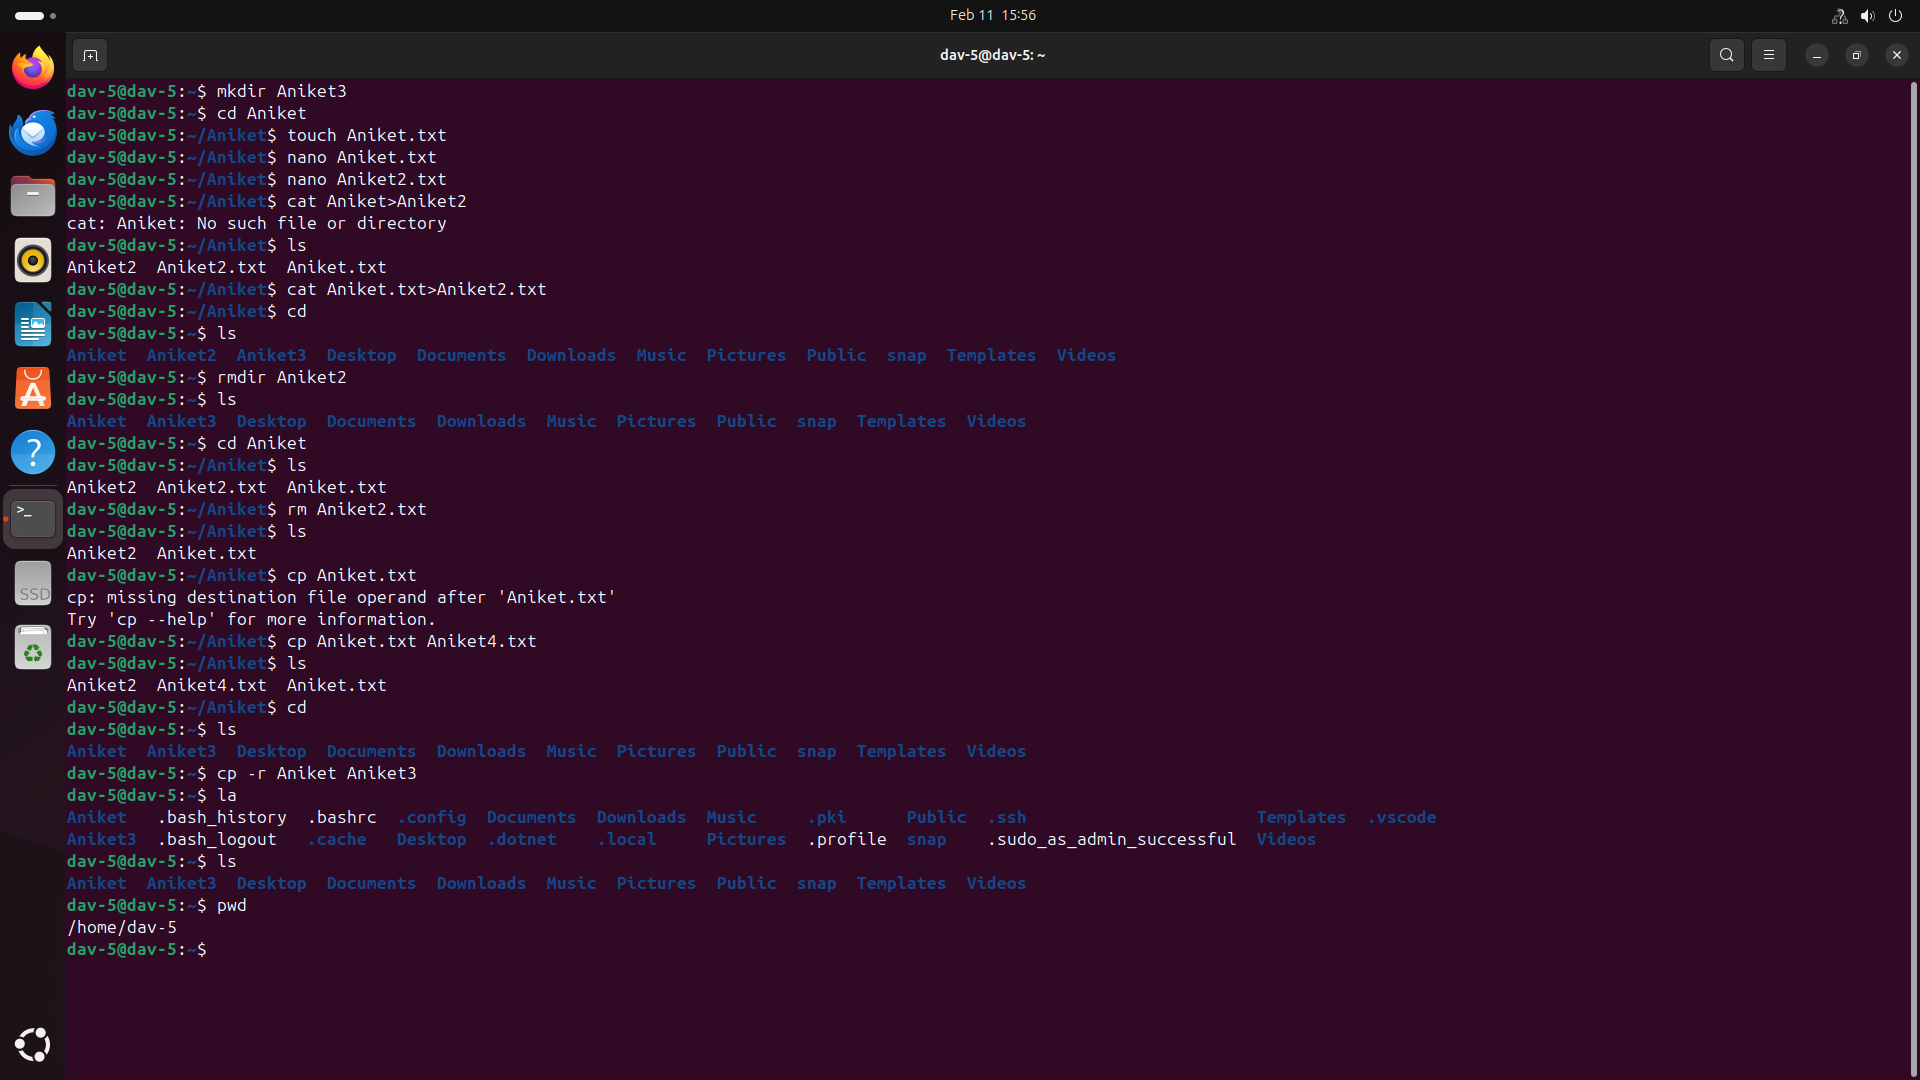 Feb 11 15:56
dav-5@dav-5: ~
dav-5@dav-5:~$ mkdir Aniket3
dav-5@dav-5:~$ cd Aniket
dav-5@dav-5:~/Aniket$ touch Aniket.txt
dav-5@dav-5:~/Aniket$ nano Aniket.txt
dav-5@dav-5:~/Aniket$ nano Aniket2.txt
dav-5@dav-5:~/Aniket$ cat Aniket>Aniket2
cat: Aniket: No such file or directory
dav-5@dav-5:~/Aniket$ ls
Aniket2  Aniket2.txt  Aniket.txt
dav-5@dav-5:~/Aniket$ cat Aniket.txt>Aniket2.txt
dav-5@dav-5:~/Aniket$ cd
dav-5@dav-5:~$ ls
Aniket  Aniket2  Aniket3  Desktop  Documents  Downloads  Music  Pictures  Public  snap  Templates  Videos
dav-5@dav-5:~$ rmdir Aniket2
dav-5@dav-5:~$ ls
Aniket  Aniket3  Desktop  Documents  Downloads  Music  Pictures  Public  snap  Templates  Videos
dav-5@dav-5:~$ cd Aniket
dav-5@dav-5:~/Aniket$ ls
Aniket2  Aniket2.txt  Aniket.txt
dav-5@dav-5:~/Aniket$ rm Aniket2.txt
dav-5@dav-5:~/Aniket$ ls
Aniket2  Aniket.txt
dav-5@dav-5:~/Aniket$ cp Aniket.txt
cp: missing destination file operand after 'Aniket.txt'
Try 'cp --help' for more information.
dav-5@dav-5:~/Aniket$ cp Aniket.txt Aniket4.txt
dav-5@dav-5:~/Aniket$ ls
Aniket2  Aniket4.txt  Aniket.txt
dav-5@dav-5:~/Aniket$ cd
dav-5@dav-5:~$ ls
Aniket  Aniket3  Desktop  Documents  Downloads  Music  Pictures  Public  snap  Templates  Videos
dav-5@dav-5:~$ cp -r Aniket Aniket3
dav-5@dav-5:~$ la
Aniket   .bash_history  .bashrc  .config  Documents  Downloads  Music     .pki      Public  .ssh                       Templates  .vscode
Aniket3  .bash_logout   .cache   Desktop  .dotnet    .local     Pictures  .profile  snap    .sudo_as_admin_successful  Videos
dav-5@dav-5:~$ ls
Aniket  Aniket3  Desktop  Documents  Downloads  Music  Pictures  Public  snap  Templates  Videos
dav-5@dav-5:~$ pwd
/home/dav-5
dav-5@dav-5:~$
SSD